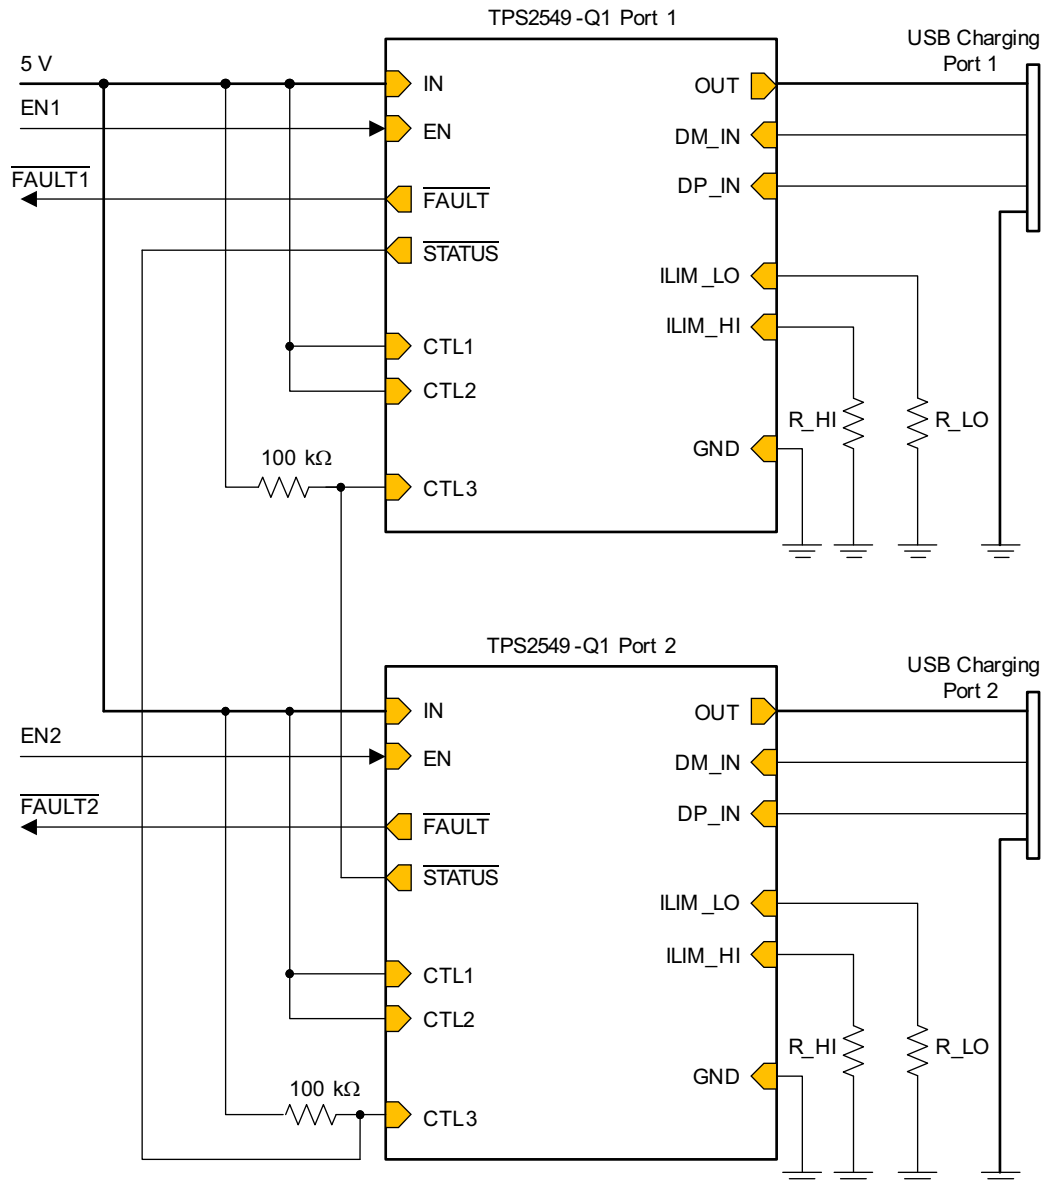 TPS2549-Q1 Port 1
USB Charging
Port 1
5 V
IN
OUT
EN1
EN
DM_IN
FAULT1
FAULT
DP_IN
STATUS
ILIM_LO
ILIM_HI
CTL1
CTL2
R_HI
R_LO
GND
100 kΩ
CTL3
TPS2549-Q1 Port 2
USB Charging
Port 2
IN
OUT
EN2
EN
DM_IN
FAULT2
FAULT
DP_IN
STATUS
ILIM_LO
ILIM_HI
CTL1
CTL2
R_HI
R_LO
GND
100 kΩ
CTL3